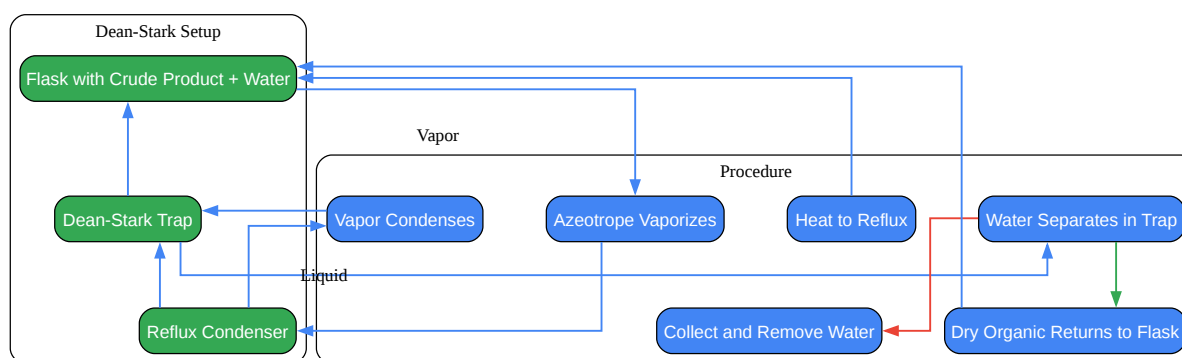 Dean-Stark Setup
Flask with Crude Product + Water
Vapor
Procedure
Dean-Stark Trap
Vapor Condenses
Azeotrope Vaporizes
Heat to Reflux
Water Separates in Trap
Liquid
Reflux Condenser
Collect and Remove Water
Dry Organic Returns to Flask